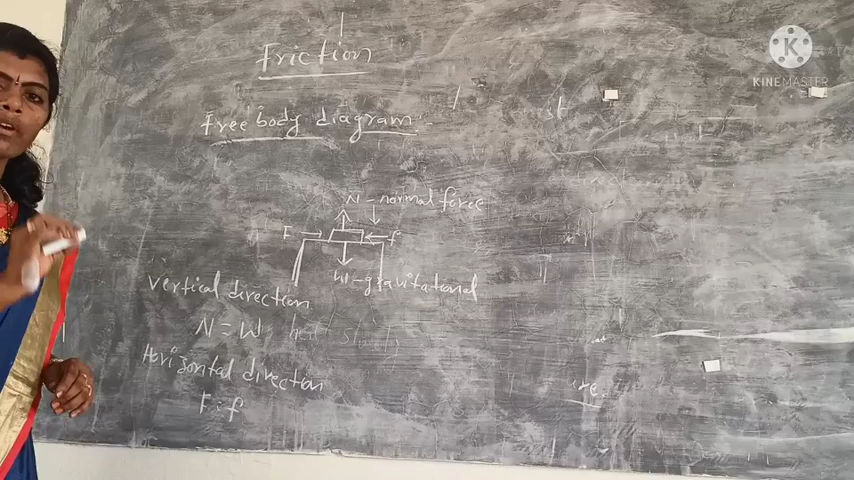 Friction
Free body diagram:-
N - normal force
F
f
W - gravitational
Vertical direction
N = W
Horizontal direction
F = f
K
KINEMASTER